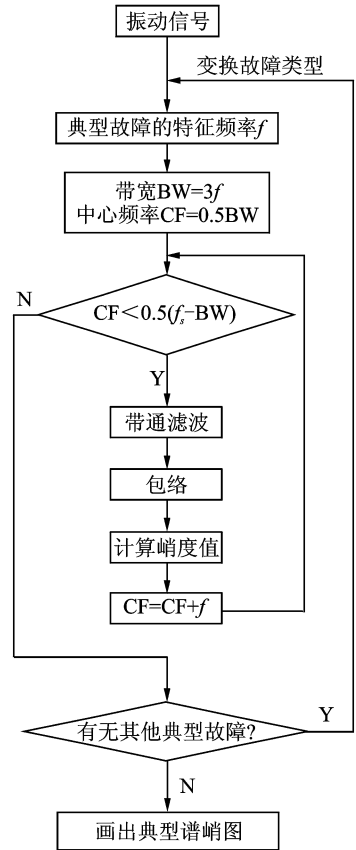 振动信号
变换故障类型
典型故障的特征频率f
带宽BW=3f
中心频率CF=0.5BW
N
CF<0.5(fs-BW)
Y
带通滤波
包络
计算峭度值
CF=CF+f
有无其他典型故障?
Y
N
画出典型谱峭图